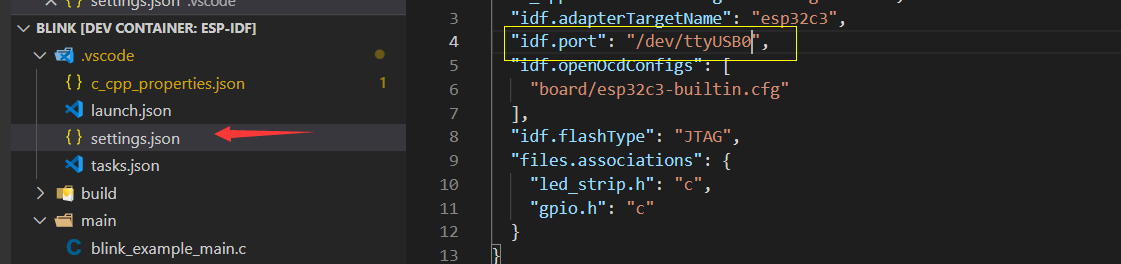 settings.json .vscode
BLINK [DEV CONTAINER: ESP-IDF]
.vscode
{} c_cpp_properties.json 1
launch.json
{} settings.json
tasks.json
build
main
C blink_example_main.c
3 "idf.adapterTargetName": "esp32c3",
4 "idf.port": "/dev/ttyUSB0",
5 "idf.openOcdConfigs": [
6 "board/esp32c3-builtin.cfg"
7 ],
8 "idf.flashType": "JTAG",
9 "files.associations": {
10 "led_strip.h": "c",
11 "gpio.h": "c"
12 }
13 }